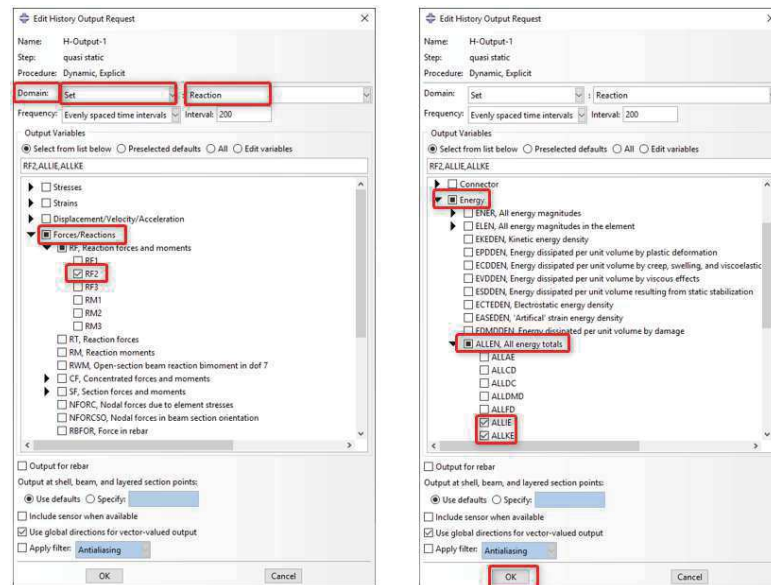 Edit History Output Request
Name: H-Output-1
Step: quasi static
Procedure: Dynamic, Explicit
Domain: Set : Reaction
Frequency: Evenly spaced time intervals Interval: 200
Output Variables
Select from list below Preselected defaults All Edit variables
RF2,ALLIE,ALLKE
Stresses
Strains
Displacement/Velocity/Acceleration
Forces/Reactions
RF, Reaction forces and moments
RF1
RF2
RF3
RM1
RM2
RM3
RT, Reaction forces
RM, Reaction moments
RWM, Open-section beam reaction bimoment in dof 7
CF, Concentrated forces and moments
SF, Section forces and moments
NFORC, Nodal forces due to element stresses
NFORCSO, Nodal forces in beam section orientation
RBFOR, Force in rebar
Output for rebar
Output at shell, beam, and layered section points:
Use defaults Specify:
Include sensor when available
Use global directions for vector-valued output
Apply filter: Antialiasing
OK Cancel
Edit History Output Request
Name: H-Output-1
Step: quasi static
Procedure: Dynamic, Explicit
Domain: Set : Reaction
Frequency: Evenly spaced time intervals Interval: 200
Output Variables
Select from list below Preselected defaults All Edit variables
RF2,ALLIE,ALLKE
Connector
Energy
ENER, All energy magnitudes
ELEN, All energy magnitudes in the element
EKEDEN, Kinetic energy density
EPDDEN, Energy dissipated per unit volume by plastic deformation
ECDDEN, Energy dissipated per unit volume by creep, swelling, and viscoelastic
EVDDEN, Energy dissipated per unit volume by viscous effects
ESDDEN, Energy dissipated per unit volume resulting from static stabilization
ECTEDEN, Electrostatic energy density
EASEDEN, 'Artifical' strain energy density
EDMDDEN, Energy dissipated per unit volume by damage
ALLEN, All energy totals
ALLAE
ALLCD
ALLDC
ALLDMD
ALLFD
ALLIE
ALLKE
Output for rebar
Output at shell, beam, and layered section points:
Use defaults Specify:
Include sensor when available
Use global directions for vector-valued output
Apply filter: Antialiasing
OK Cancel